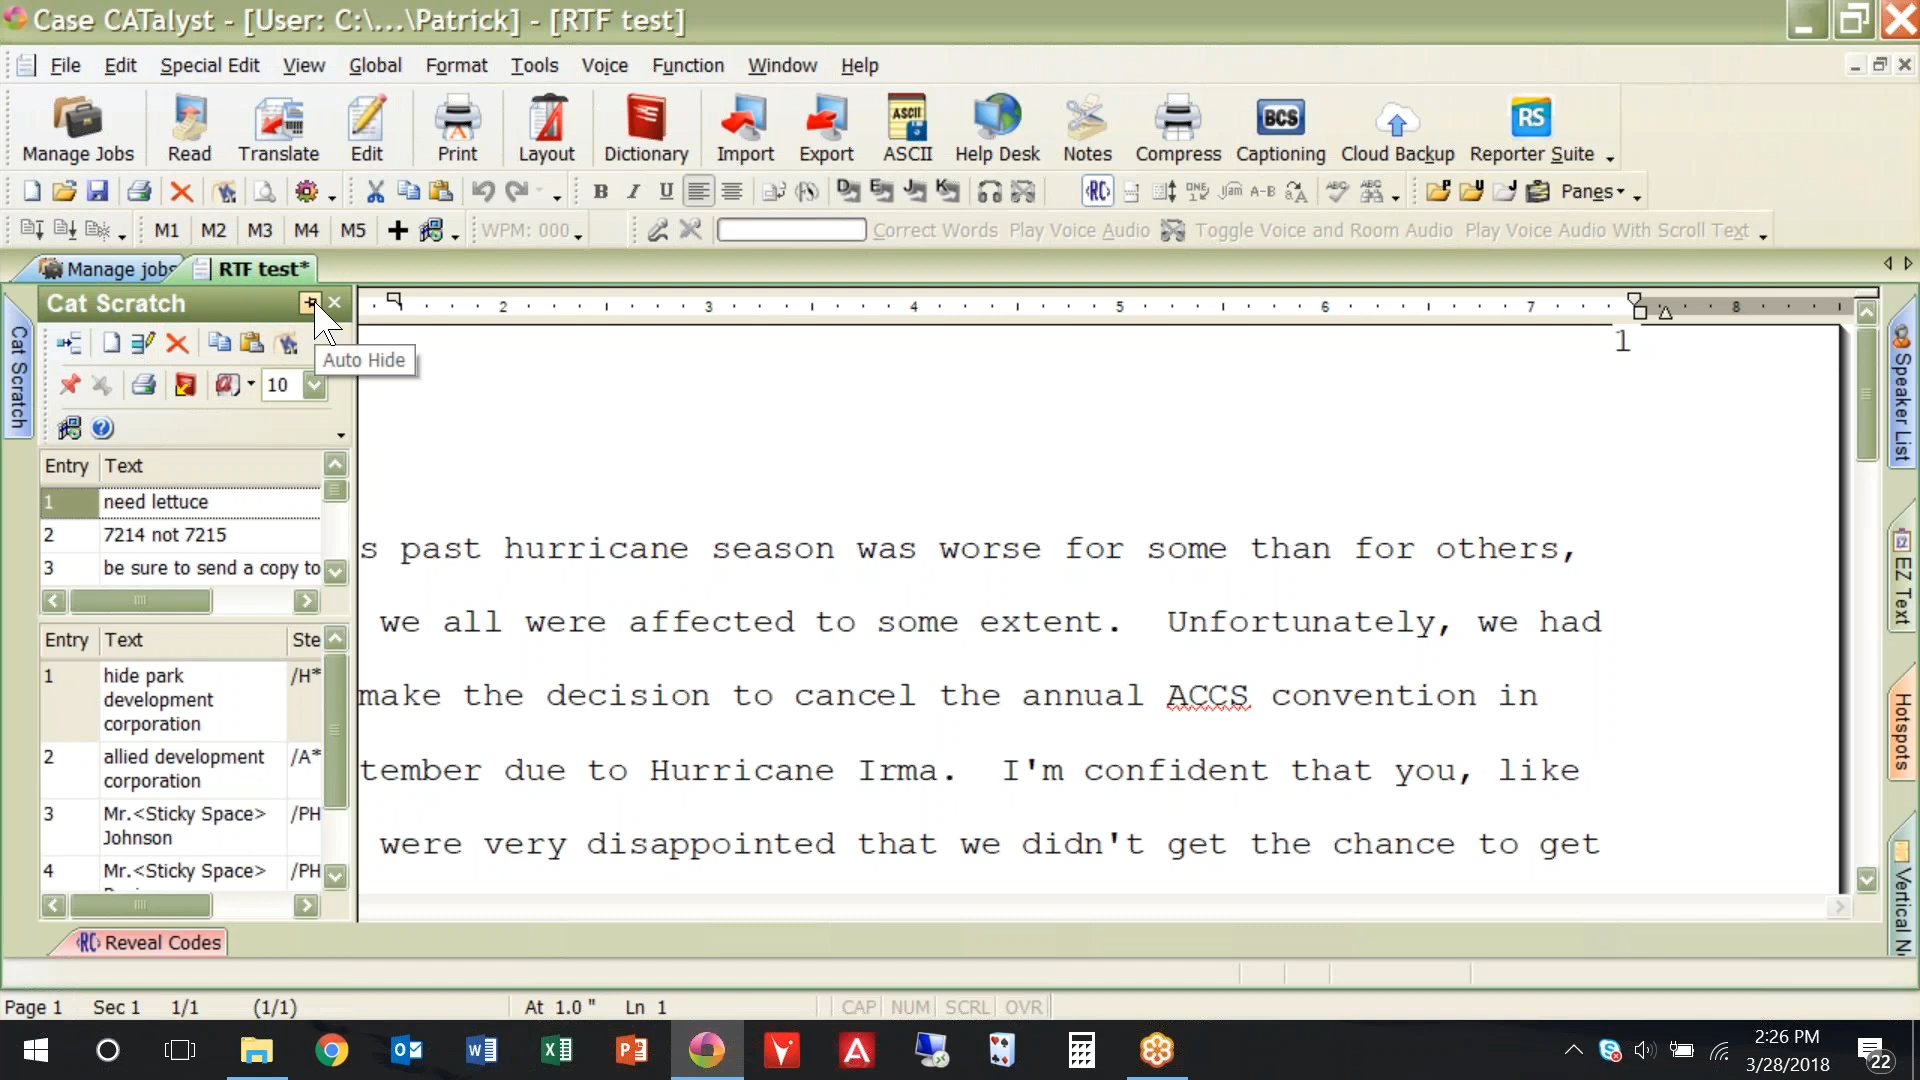 Case CATalyst - [User: C:\...\Patrick] - [RTF test]
File Edit Special Edit View Global Format Tools Voice Function Window Help
Manage Jobs Read Translate Edit Print Layout Dictionary Import Export ASCII Help Desk Notes Compress Captioning Cloud Backup Reporter Suite
M1 M2 M3 M4 M5 WPM: 000 Correct Words Play Voice Audio Toggle Voice and Room Audio Play Voice Audio With Scroll Text
Panes
Manage jobs RTF test*
Cat Scratch
Cat Scratch
Auto Hide
10
2 3 4 5 6 7 8
1
Entry Text
1 need lettuce
2 7214 not 7215
3 be sure to send a copy to
Entry Text Ste
1 hide park /H*
development
corporation
2 allied development /A*
corporation
3 Mr.<Sticky Space> /PH
Johnson
4 Mr.<Sticky Space> /PH
s past hurricane season was worse for some than for others,
we all were affected to some extent.  Unfortunately, we had
make the decision to cancel the annual ACCS convention in
tember due to Hurricane Irma.  I'm confident that you, like
were very disappointed that we didn't get the chance to get
Speaker List
EZ Text
Hotspots
Vertical N
Reveal Codes
Page 1 Sec 1 1/1 (1/1) At 1.0 " Ln 1 CAP NUM SCRL OVR
2:26 PM
3/28/2018
22